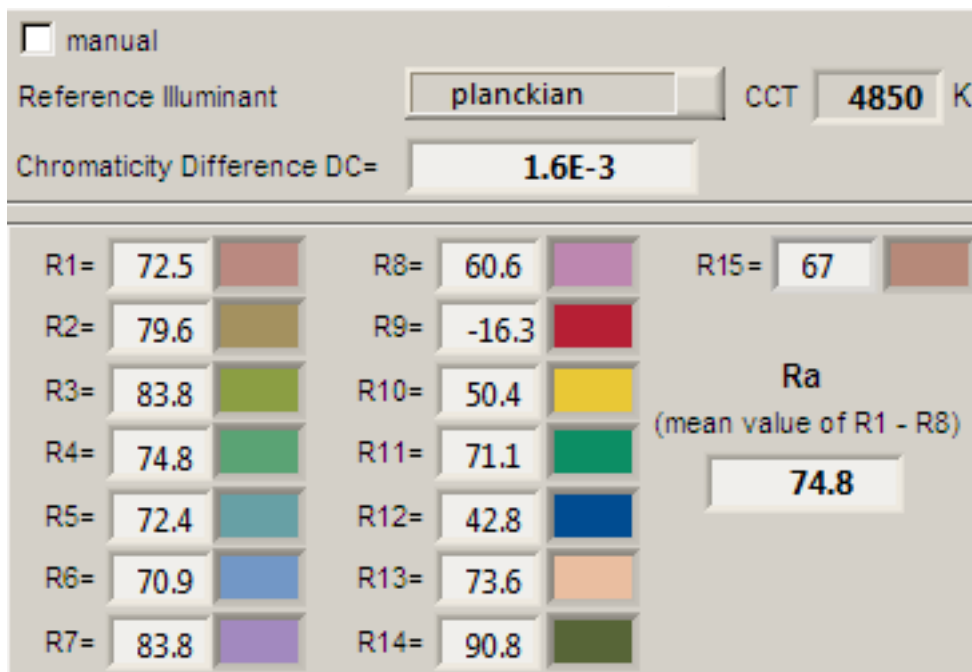 manual
Reference Illuminant planckian CCT 4850 K
Chromaticity Difference DC= 1.6E-3
R1= 72.5 R8= 60.6 R15= 67
R2= 79.6 R9= -16.3
R3= 83.8 R10= 50.4 Ra
(mean value of R1 - R8)
R4= 74.8 R11= 71.1
74.8
R5= 72.4 R12= 42.8
R6= 70.9 R13= 73.6
R7= 83.8 R14= 90.8